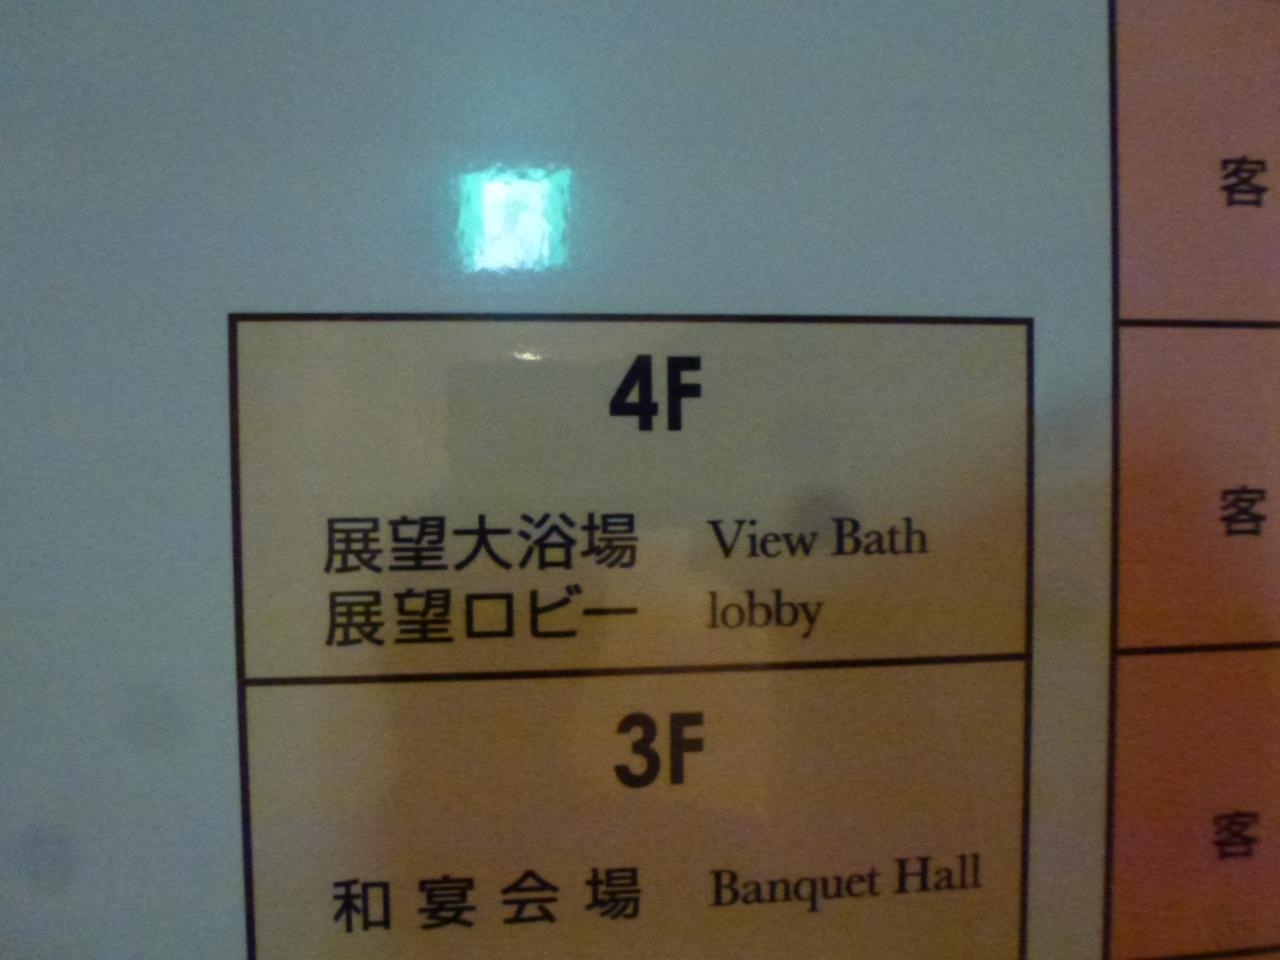 4F
展望大浴場 View Bath
展望ロビー lobby
3F
和宴会場 Banquet Hall
客
客
客